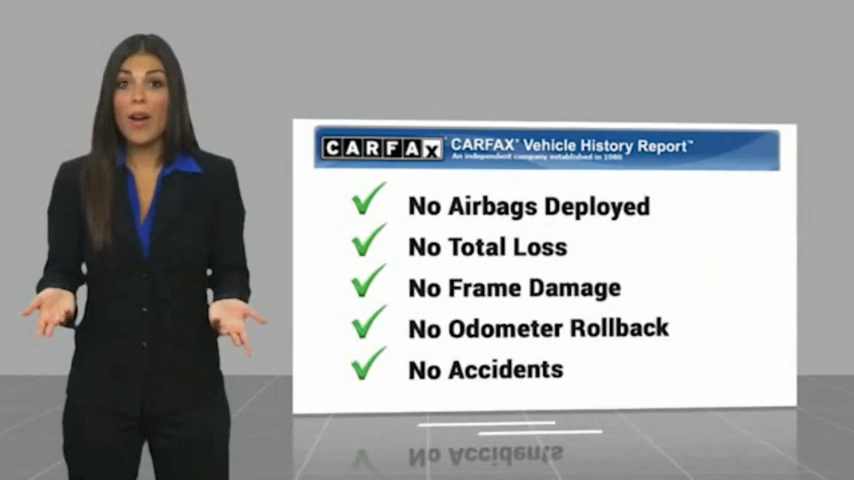 CARFAX CARFAX® Vehicle History Report™
An independent company established in 1986
No Airbags Deployed
No Total Loss
No Frame Damage
No Odometer Rollback
No Accidents
No Accidents